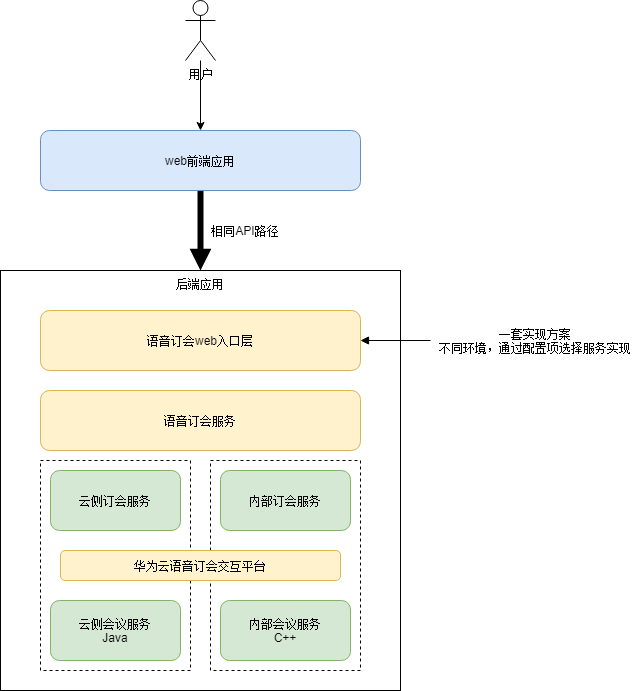 用户
web前端应用
相同API路径
后端应用
语音订会web入口层
一套实现方案
不同环境，通过配置项选择服务实现
语音订会服务
云侧订会服务
内部订会服务
华为云语音订会交互平台
云侧会议服务
Java
内部会议服务
C++